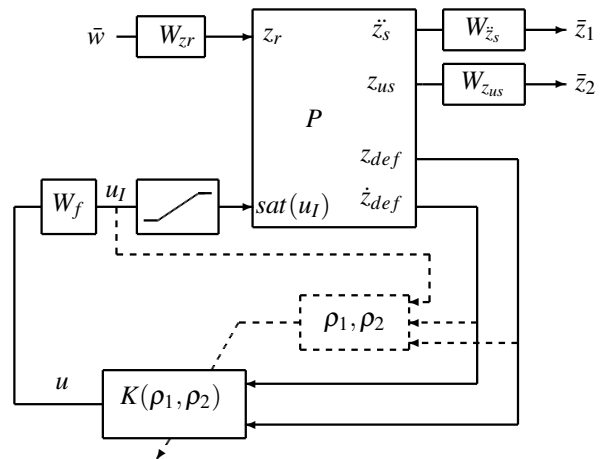 w̄ W_{zr} z_r z̈_s W_{z̈_s} z̄_1
z_{us} W_{z_{us}} z̄_2
P
z_{def}
W_f u_I sat(u_I) ż_{def}
ρ_1, ρ_2
u K(ρ_1, ρ_2)